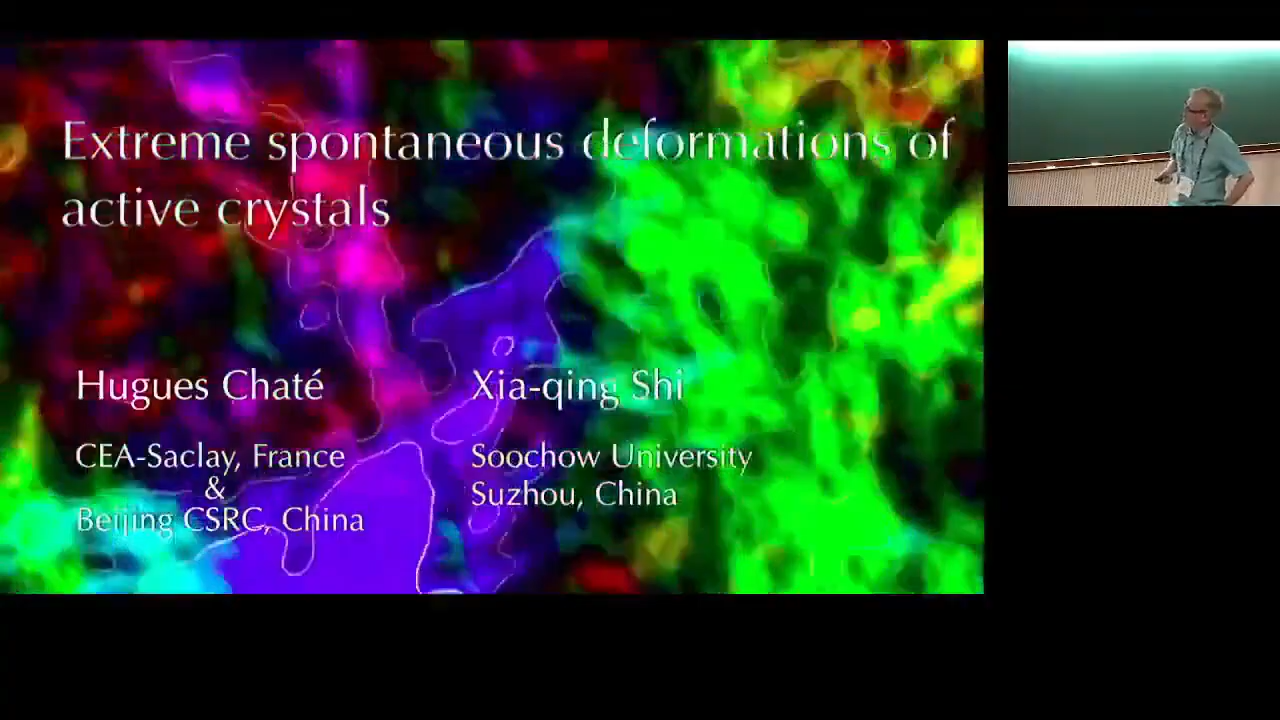 Extreme spontaneous deformations of
active crystals
Hugues Chaté
CEA-Saclay, France
&
Beijing CSRC, China
Xia-qing Shi
Soochow University
Suzhou, China